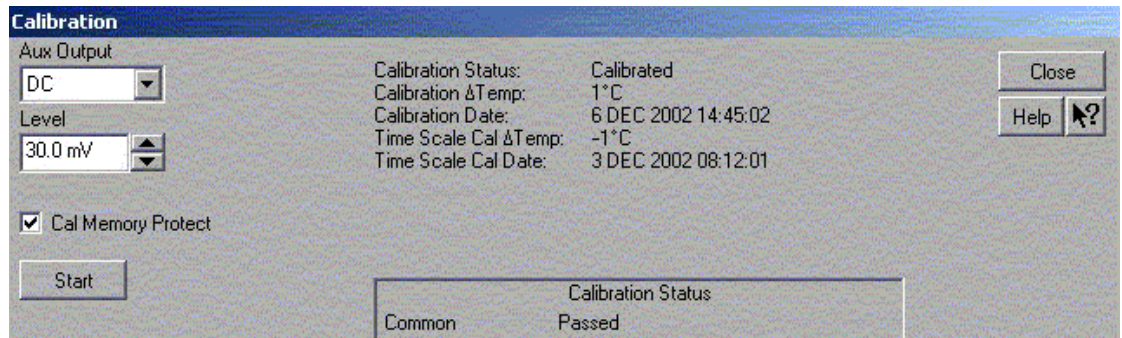 Calibration
Aux Output
DC
Level
30.0 mV
Cal Memory Protect
Start
Calibration Status: Calibrated
Calibration ΔTemp: 1°C
Calibration Date: 6 DEC 2002 14:45:02
Time Scale Cal ΔTemp: -1°C
Time Scale Cal Date: 3 DEC 2002 08:12:01
Close
Help ?
Calibration Status
Common Passed